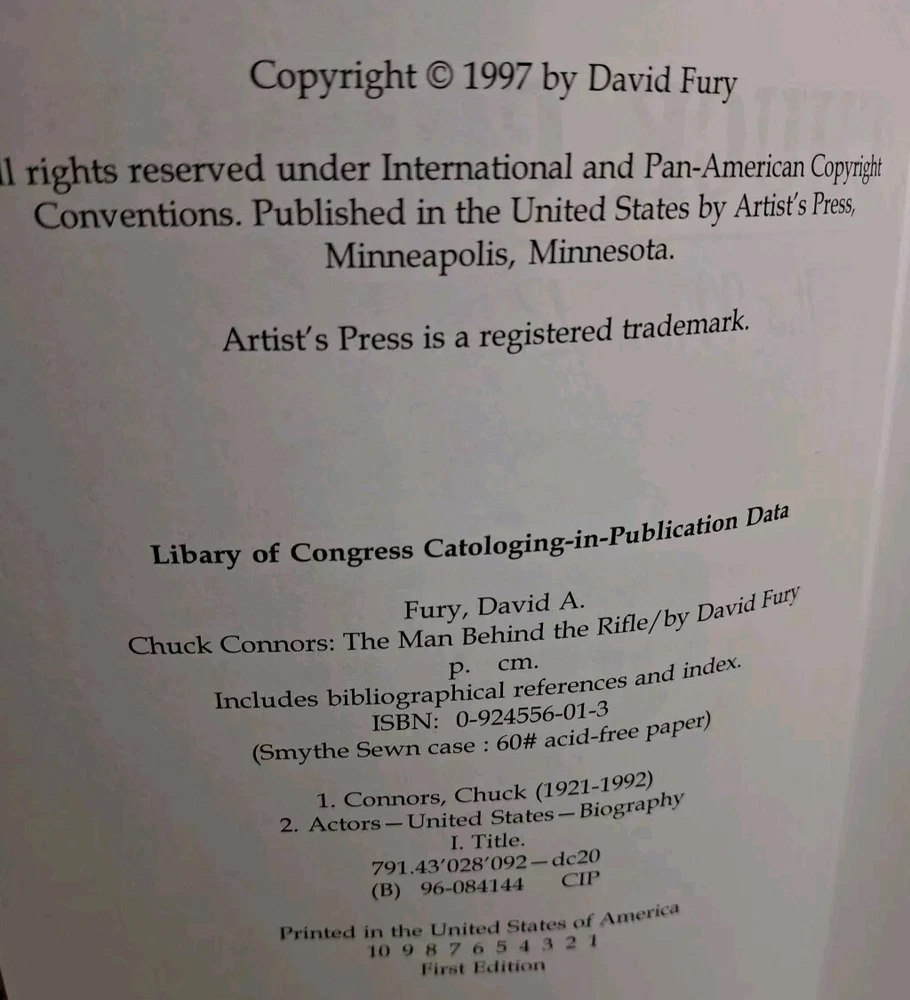 Copyright © 1997 by David Fury
ll rights reserved under International and Pan-American Copyright
Conventions. Published in the United States by Artist's Press,
Minneapolis, Minnesota.
Artist's Press is a registered trademark.
Libary of Congress Catologing-in-Publication Data
Fury, David A.
Chuck Connors: The Man Behind the Rifle/by David Fury
p. cm.
Includes bibliographical references and index.
ISBN: 0-924556-01-3
(Smythe Sewn case : 60# acid-free paper)
1. Connors, Chuck (1921-1992)
2. Actors—United States—Biography
I. Title.
791.43'028'092—dc20
(B) 96-084144 CIP
Printed in the United States of America
10 9 8 7 6 5 4 3 2 1
First Edition